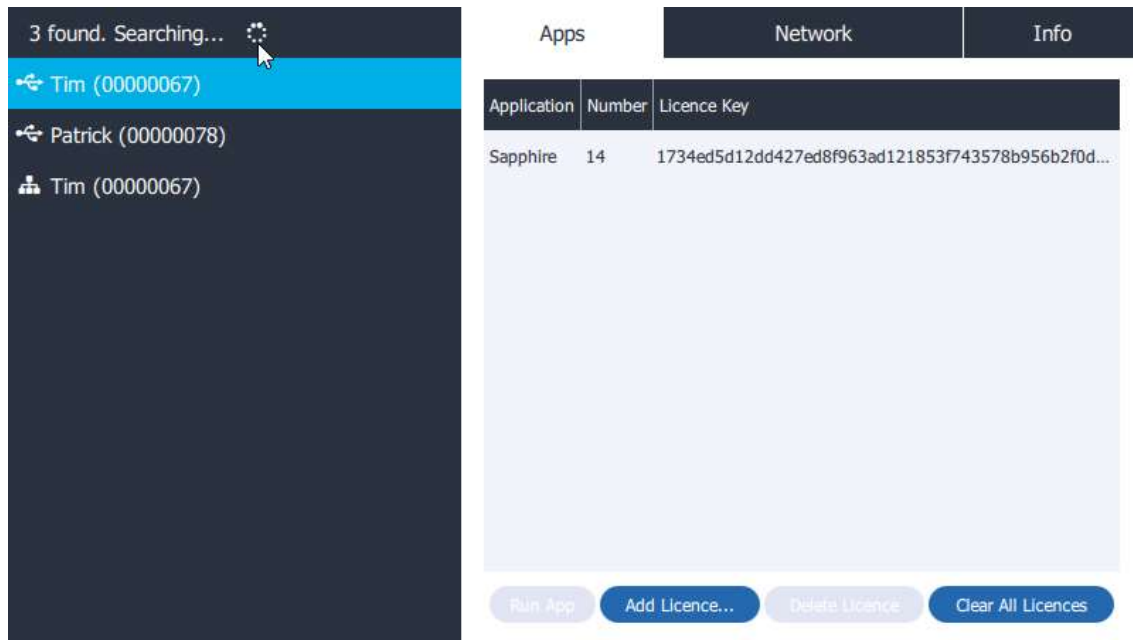 3 found. Searching...
Tim (00000067)
Patrick (00000078)
Tim (00000067)
Apps Network Info
Application Number Licence Key
Sapphire 14 1734ed5d12dd427ed8f963ad121853f743578b956b2f0d...
Run App Add Licence... Delete Licence Clear All Licences